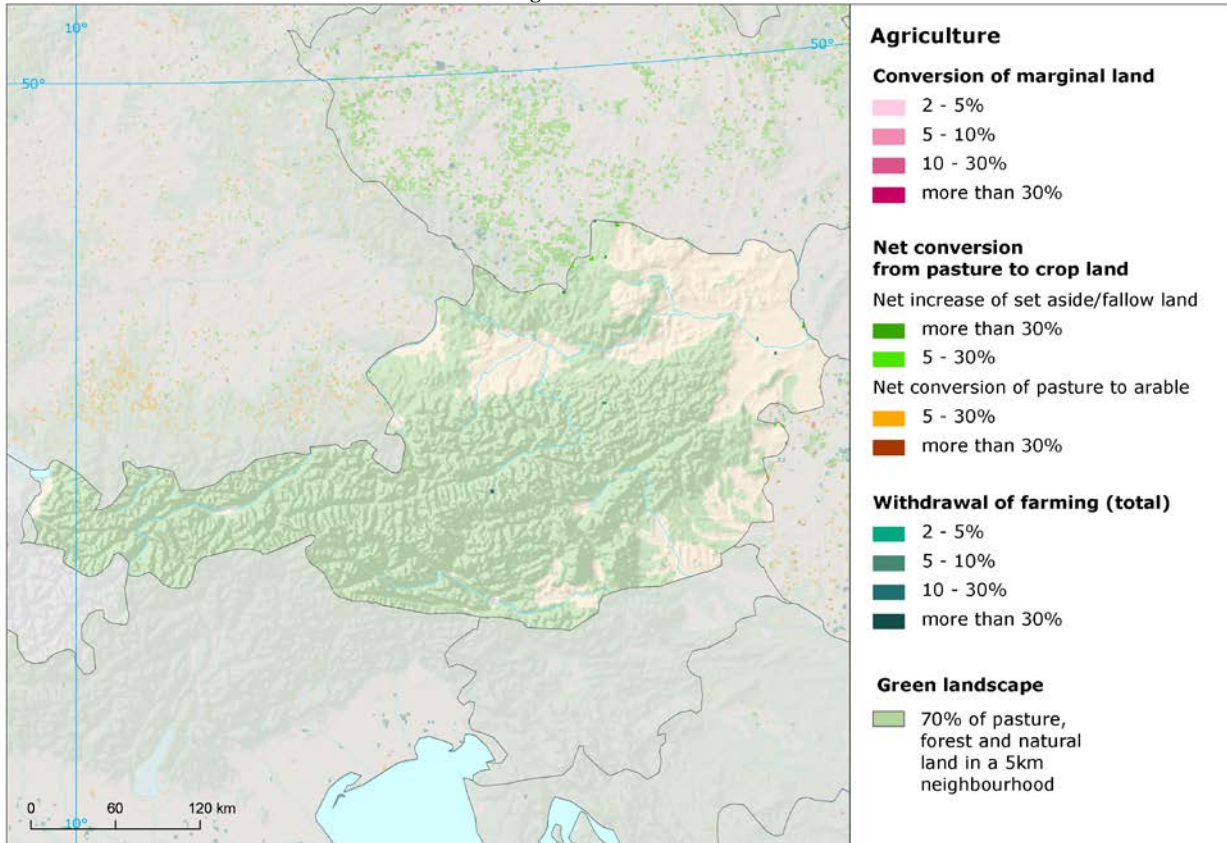 10°
50°
50°
0 60 120 km
10°
Agriculture
Conversion of marginal land
2 - 5%
5 - 10%
10 - 30%
more than 30%
Net conversion
from pasture to crop land
Net increase of set aside/fallow land
more than 30%
5 - 30%
Net conversion of pasture to arable
5 - 30%
more than 30%
Withdrawal of farming (total)
2 - 5%
5 - 10%
10 - 30%
more than 30%
Green landscape
70% of pasture,
forest and natural
land in a 5km
neighbourhood